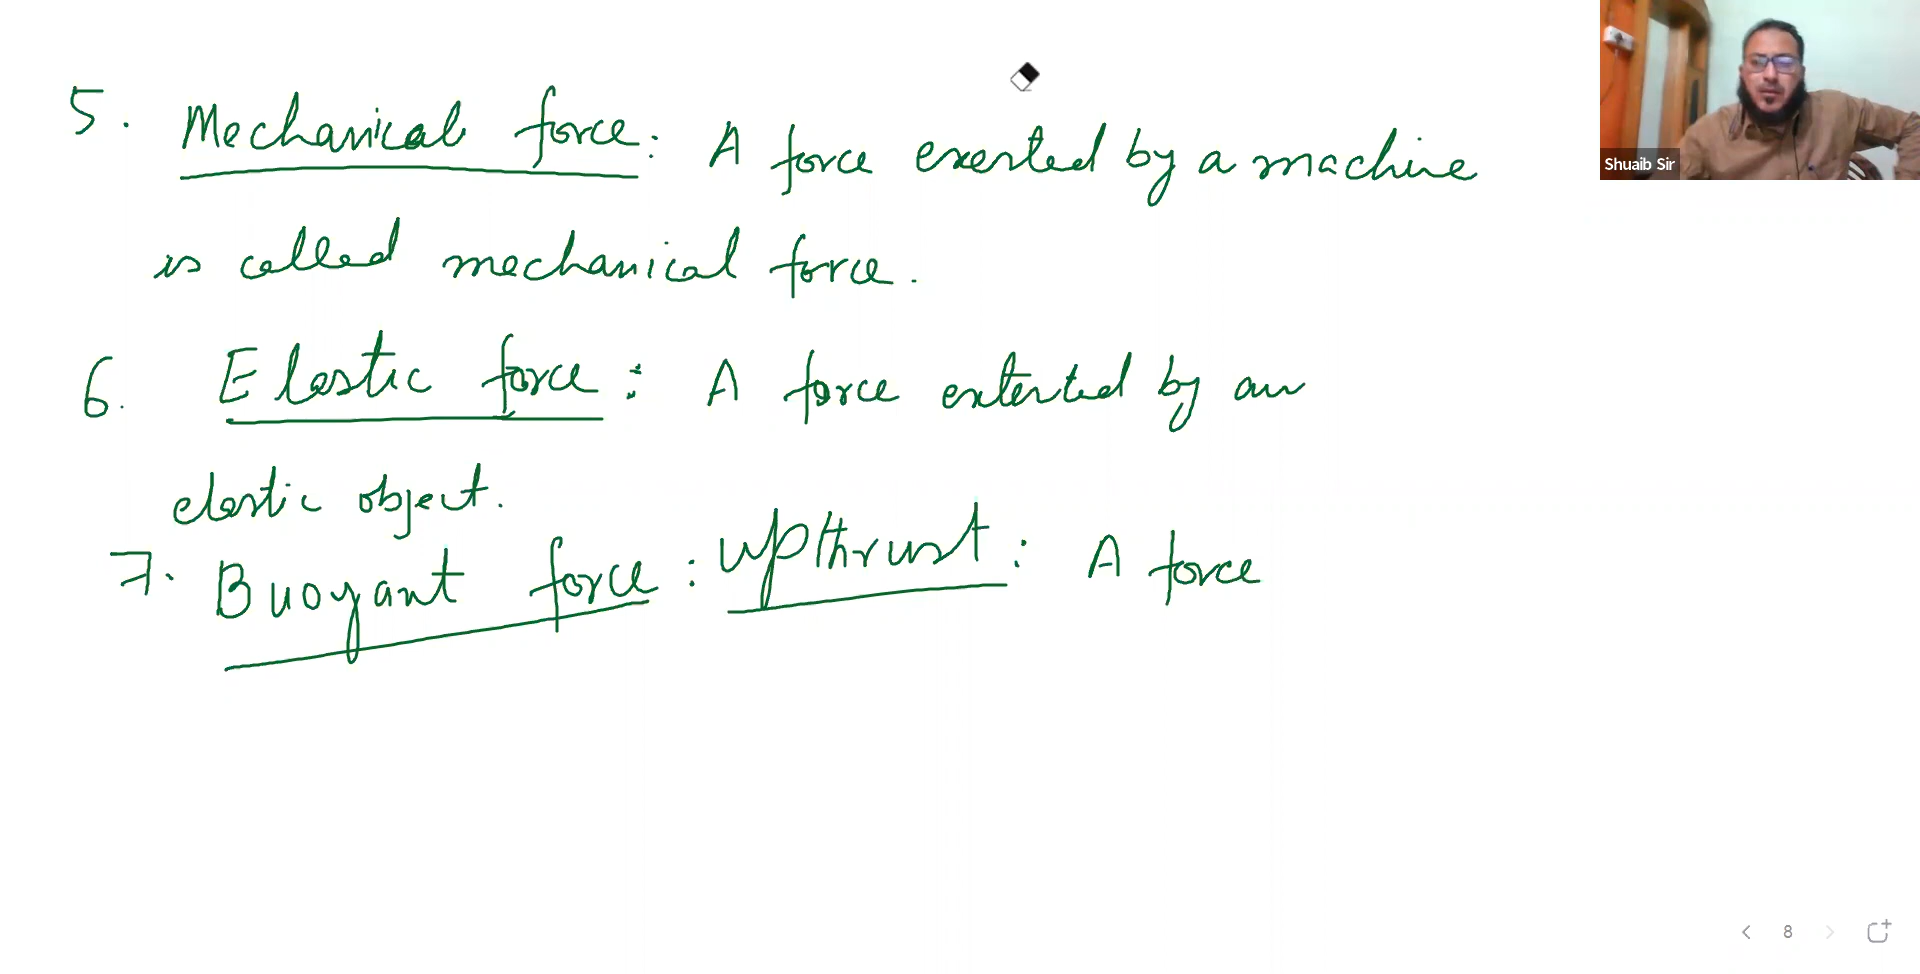 5. Mechanical force: A force exerted by a machine
is called mechanical force.
6. Elastic force: A force extented by an
elastic object.
7. Buoyant force: upthrust: A force
Shuaib Sir
8